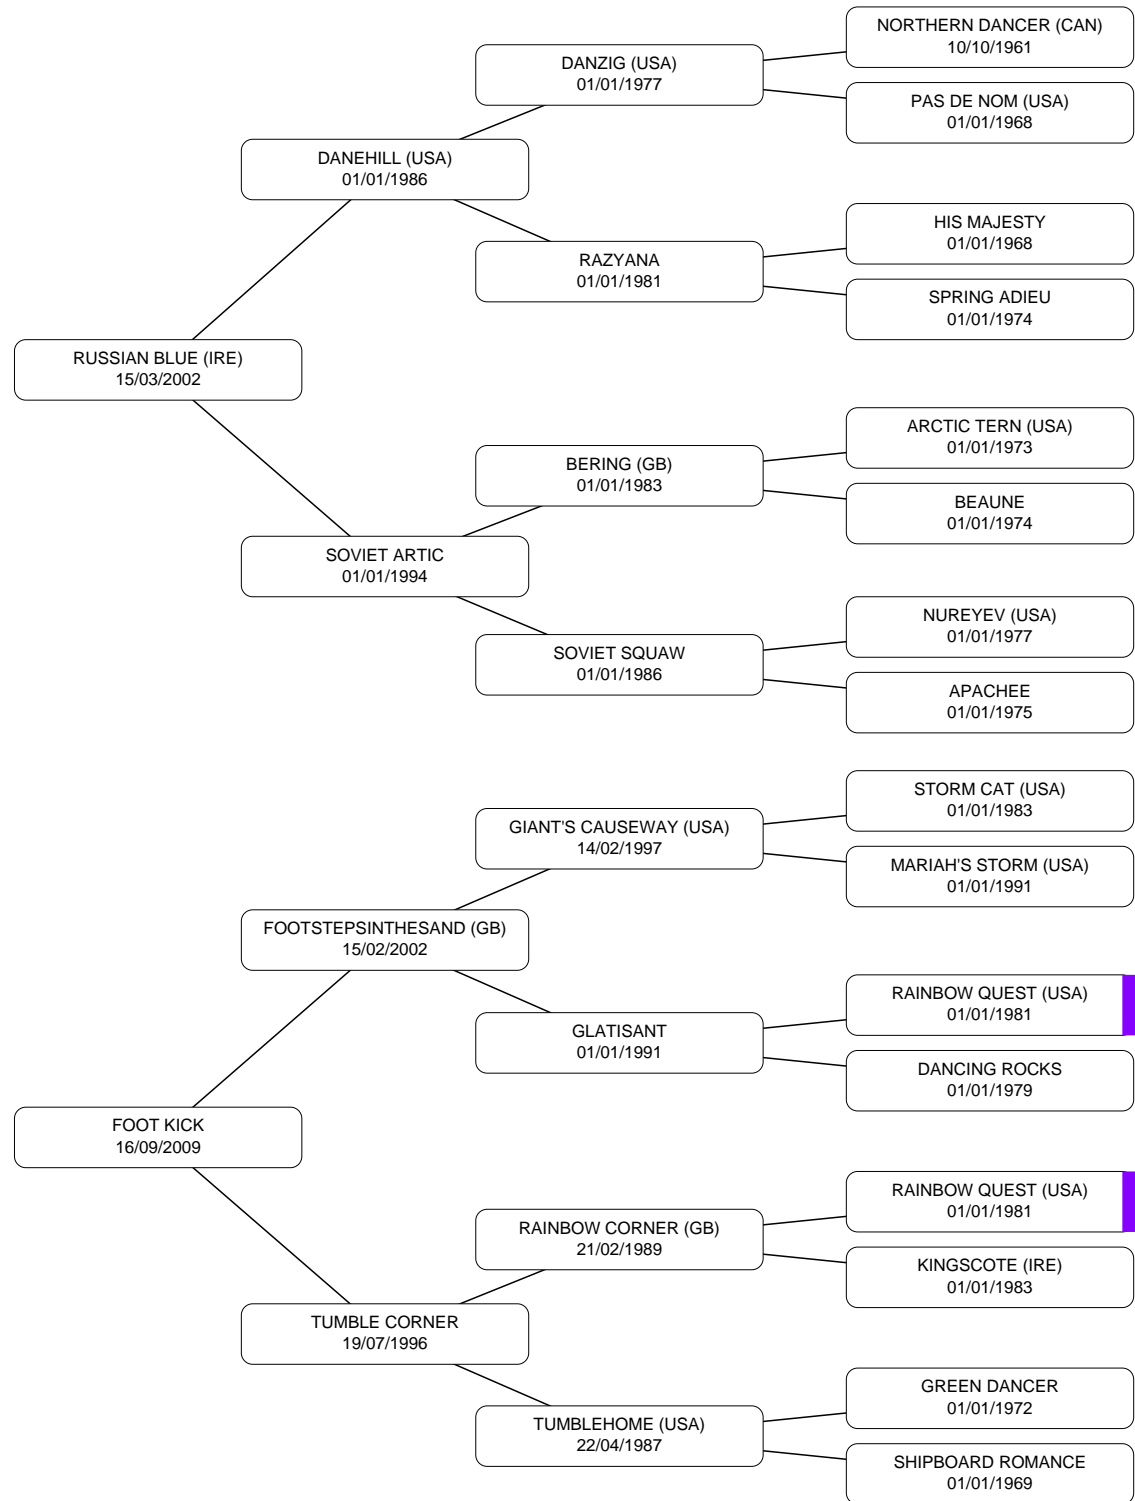 NORTHERN DANCER (CAN)
10/10/1961
DANZIG (USA)
01/01/1977
PAS DE NOM (USA)
01/01/1968
DANEHILL (USA)
01/01/1986
HIS MAJESTY
01/01/1968
RAZYANA
01/01/1981
SPRING ADIEU
01/01/1974
RUSSIAN BLUE (IRE)
15/03/2002
ARCTIC TERN (USA)
01/01/1973
BERING (GB)
01/01/1983
BEAUNE
01/01/1974
SOVIET ARTIC
01/01/1994
NUREYEV (USA)
01/01/1977
SOVIET SQUAW
01/01/1986
APACHEE
01/01/1975
STORM CAT (USA)
01/01/1983
GIANT'S CAUSEWAY (USA)
14/02/1997
MARIAH'S STORM (USA)
01/01/1991
FOOTSTEPSINTHESAND (GB)
15/02/2002
RAINBOW QUEST (USA)
01/01/1981
GLATISANT
01/01/1991
DANCING ROCKS
01/01/1979
FOOT KICK
16/09/2009
RAINBOW QUEST (USA)
01/01/1981
RAINBOW CORNER (GB)
21/02/1989
KINGSCOTE (IRE)
01/01/1983
TUMBLE CORNER
19/07/1996
GREEN DANCER
01/01/1972
TUMBLEHOME (USA)
22/04/1987
SHIPBOARD ROMANCE
01/01/1969